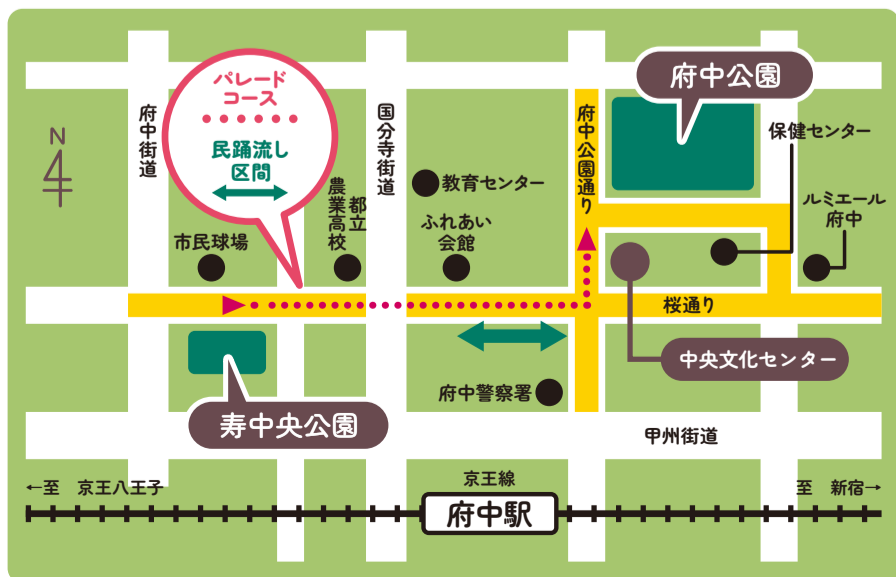 府中公園
パレード
コース
民踊流し
区間
府中街道
国分寺街道
府中公園通り
保健センター
N
教育センター
ルミエール
府中
都立
農業高校
ふれあい
会館
市民球場
桜通り
中央文化センター
府中警察署
寿中央公園
甲州街道
←至 京王八王子
京王線
至 新宿→
府中駅